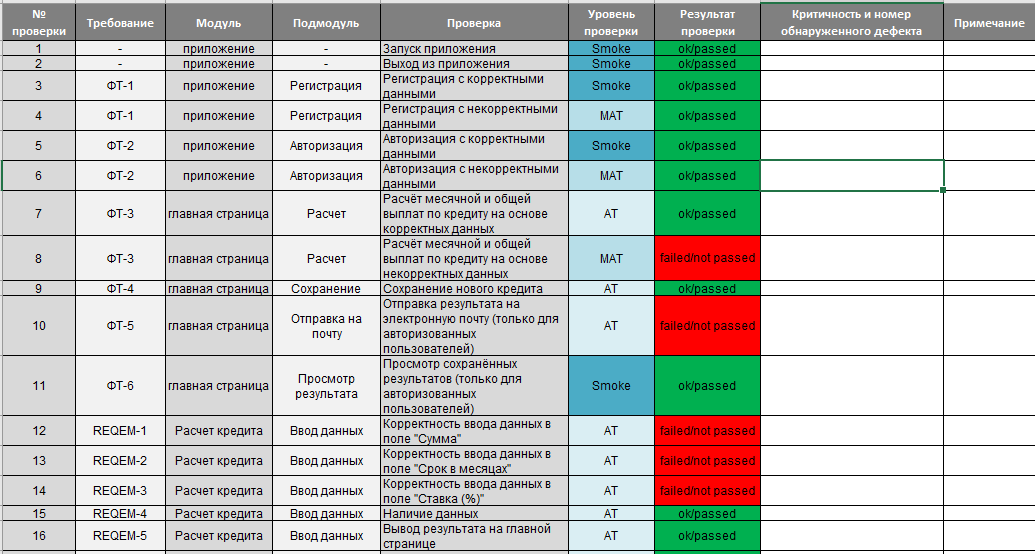 № проверки Требование Модуль Подмодуль Проверка Уровень проверки Результат проверки Критичность и номер обнаруженного дефекта Примечание
1 - приложение - Запуск приложения Smoke ok/passed
2 - приложение - Выход из приложения Smoke ok/passed
3 ФТ-1 приложение Регистрация Регистрация с корректными данными Smoke ok/passed
4 ФТ-1 приложение Регистрация Регистрация с некорректными данными MAT ok/passed
5 ФТ-2 приложение Авторизация Авторизация с корректными данными Smoke ok/passed
6 ФТ-2 приложение Авторизация Авторизация с некорректными данными MAT ok/passed
7 ФТ-3 главная страница Расчет Расчёт месячной и общей выплат по кредиту на основе корректных данных AT ok/passed
8 ФТ-3 главная страница Расчет Расчёт месячной и общей выплат по кредиту на основе некорректных данных MAT failed/not passed
9 ФТ-4 главная страница Сохранение Сохранение нового кредита AT ok/passed
10 ФТ-5 главная страница Отправка на почту Отправка результата на электронную почту (только для авторизованных пользователей) AT failed/not passed
11 ФТ-6 главная страница Просмотр результата Просмотр сохранённых результатов (только для авторизованных пользователей) Smoke ok/passed
12 REQEM-1 Расчет кредита Ввод данных Корректность ввода данных в поле "Сумма" AT failed/not passed
13 REQEM-2 Расчет кредита Ввод данных Корректность ввода данных в поле "Срок в месяцах" AT failed/not passed
14 REQEM-3 Расчет кредита Ввод данных Корректность ввода данных в поле "Ставка (%)" AT failed/not passed
15 REQEM-4 Расчет кредита Ввод данных Наличие данных AT ok/passed
16 REQEM-5 Расчет кредита Ввод данных Вывод результата на главной странице AT ok/passed